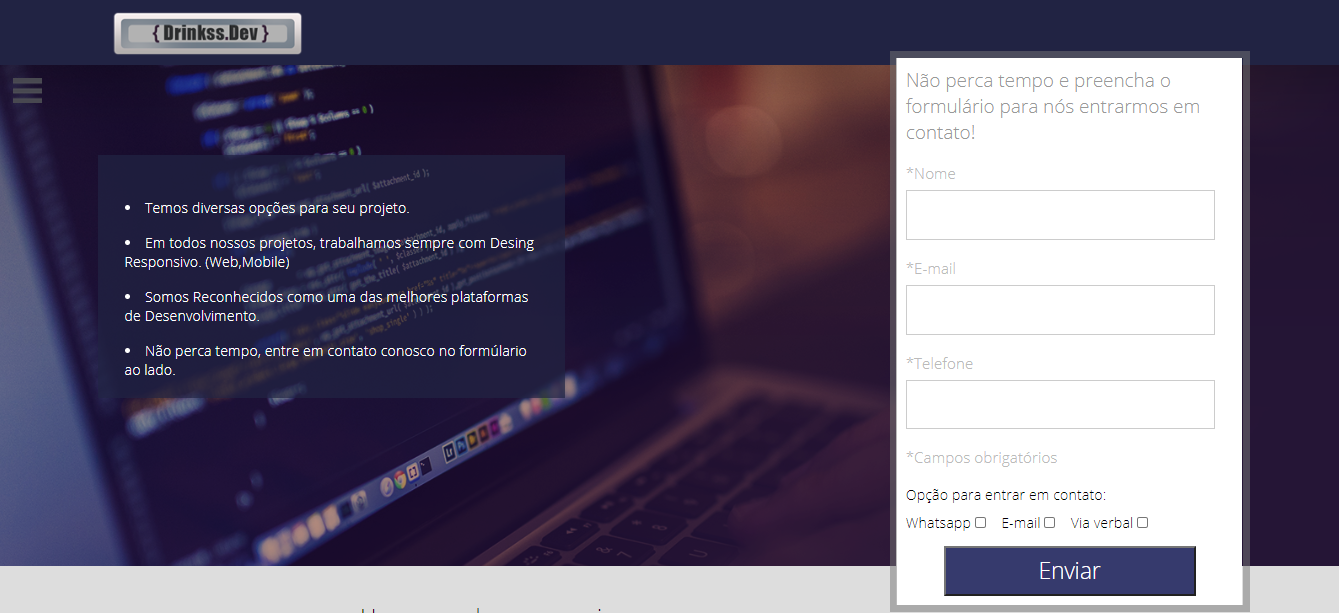 { Drinkss.Dev }
Temos diversas opções para seu projeto.
Em todos nossos projetos, trabalhamos sempre com Desing
Responsivo. (Web,Mobile)
Somos Reconhecidos como uma das melhores plataformas
de Desenvolvimento.
Não perca tempo, entre em contato conosco no formúlario
ao lado.
Não perca tempo e preencha o
formulário para nós entrarmos em
contato!
*Nome
*E-mail
*Telefone
*Campos obrigatórios
Opção para entrar em contato:
Whatsapp E-mail Via verbal
Enviar